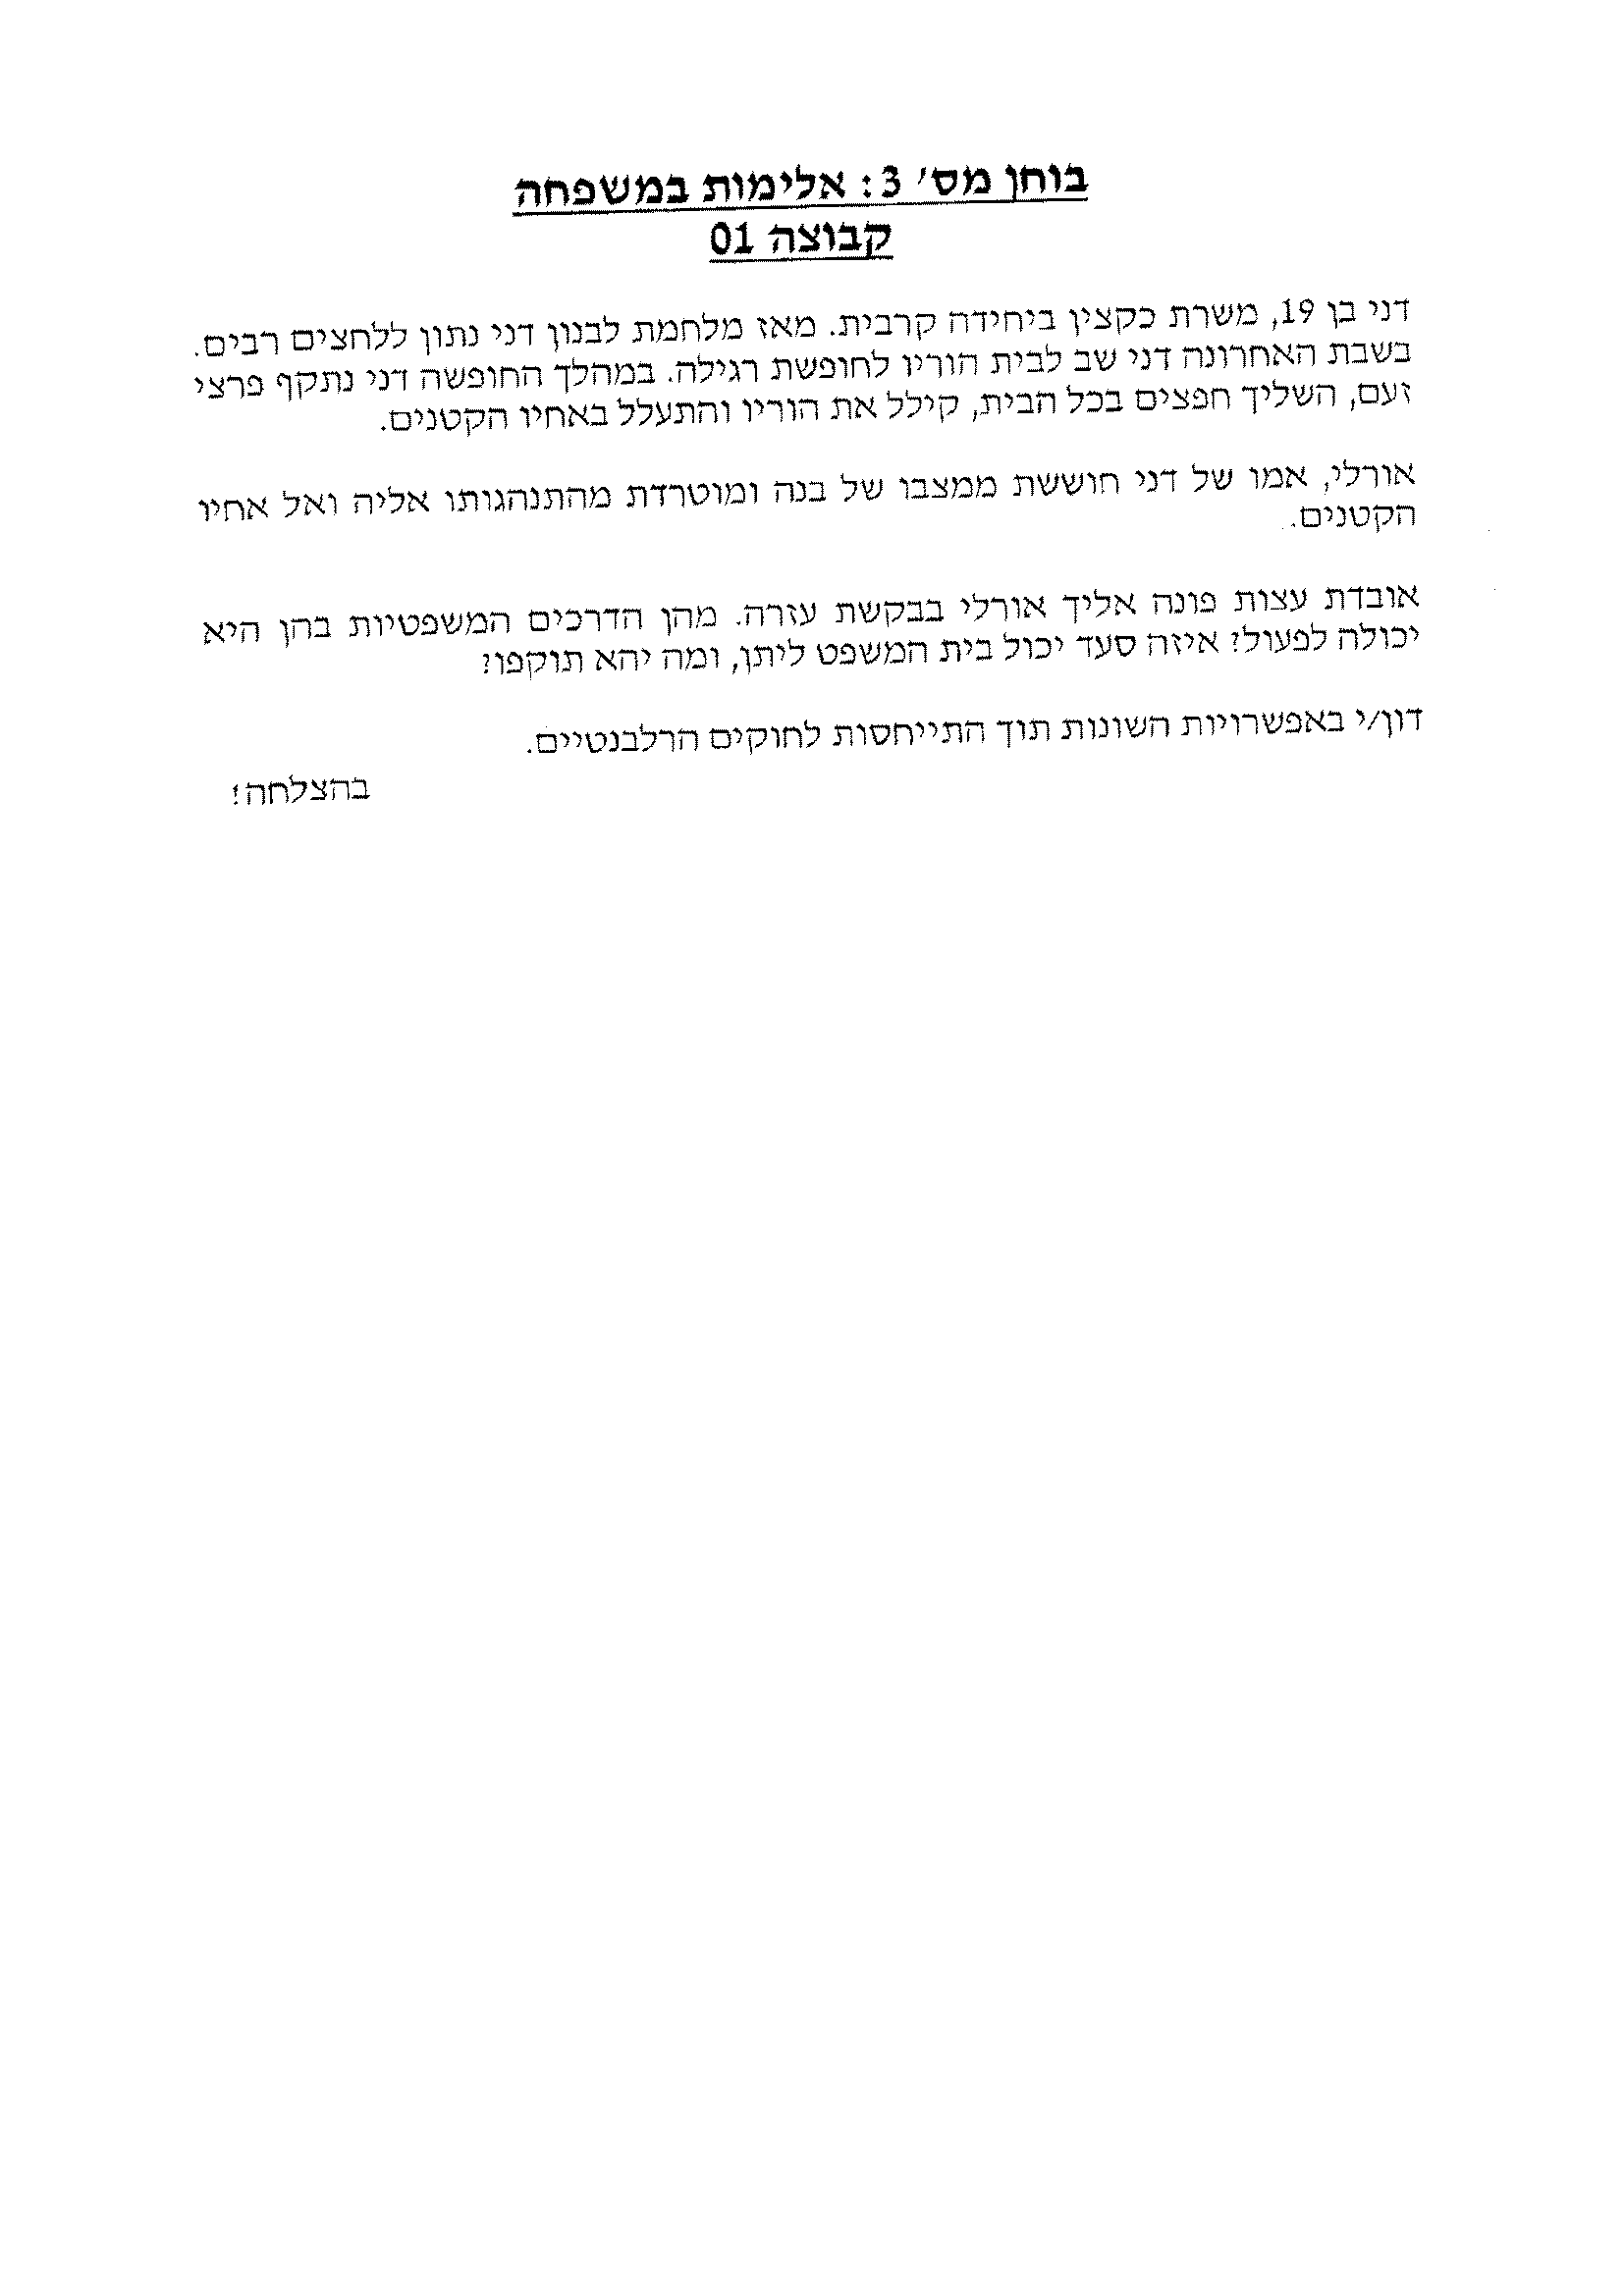 בוחן מס' 3: אלימות במשפחה
קבוצה 01
דני בן 19, משרת כקצין ביחידה קרבית. מאז מלחמת לבנון דני נתון ללחצים רבים.
בשבת האחרונה דני שב לבית הוריו לחופשת רגילה. במהלך החופשה דני נתקף פרצי
זעם, השליך חפצים בכל הבית, קילל את הוריו והתעלל באחיו הקטנים.
אורלי, אמו של דני חוששת ממצבו של בנה ומוטרדת מהתנהגותו אליה ואל אחיו
הקטנים.
אובדת עצות פונה אליך אורלי בבקשת עזרה. מהן הדרכים המשפטיות בהן היא
יכולה לפעול? איזה סעד יכול בית המשפט ליתן, ומה יהא תוקפו?
דון/י באפשרויות השונות תוך התייחסות לחוקים הרלבנטיים.
בהצלחה!